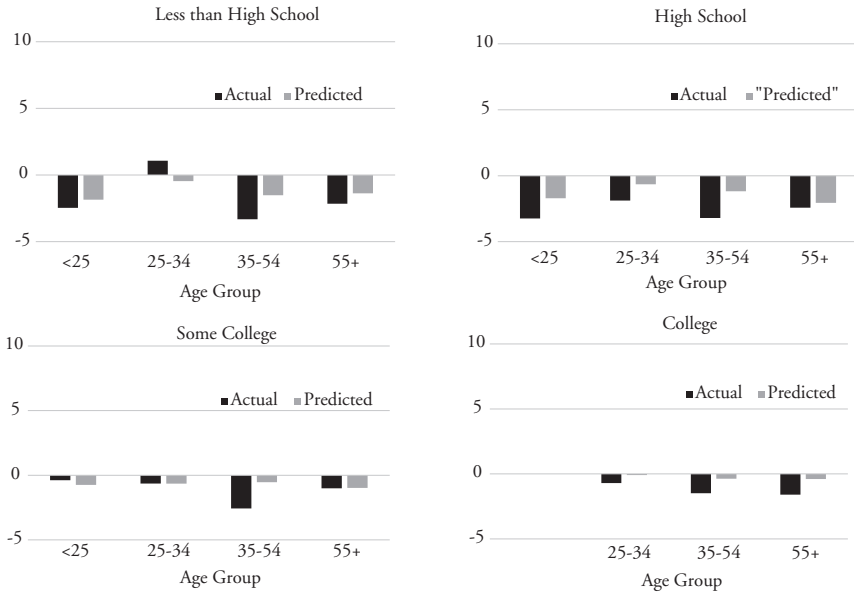 Less than High School
10
Actual Predicted
5
0
-5
<25 25-34 35-54 55+
Age Group
High School
10
Actual "Predicted"
5
0
-5
<25 25-34 35-54 55+
Age Group
Some College
10
Actual Predicted
5
0
-5
<25 25-34 35-54 55+
Age Group
College
10
Actual Predicted
5
0
-5
25-34 35-54 55+
Age Group